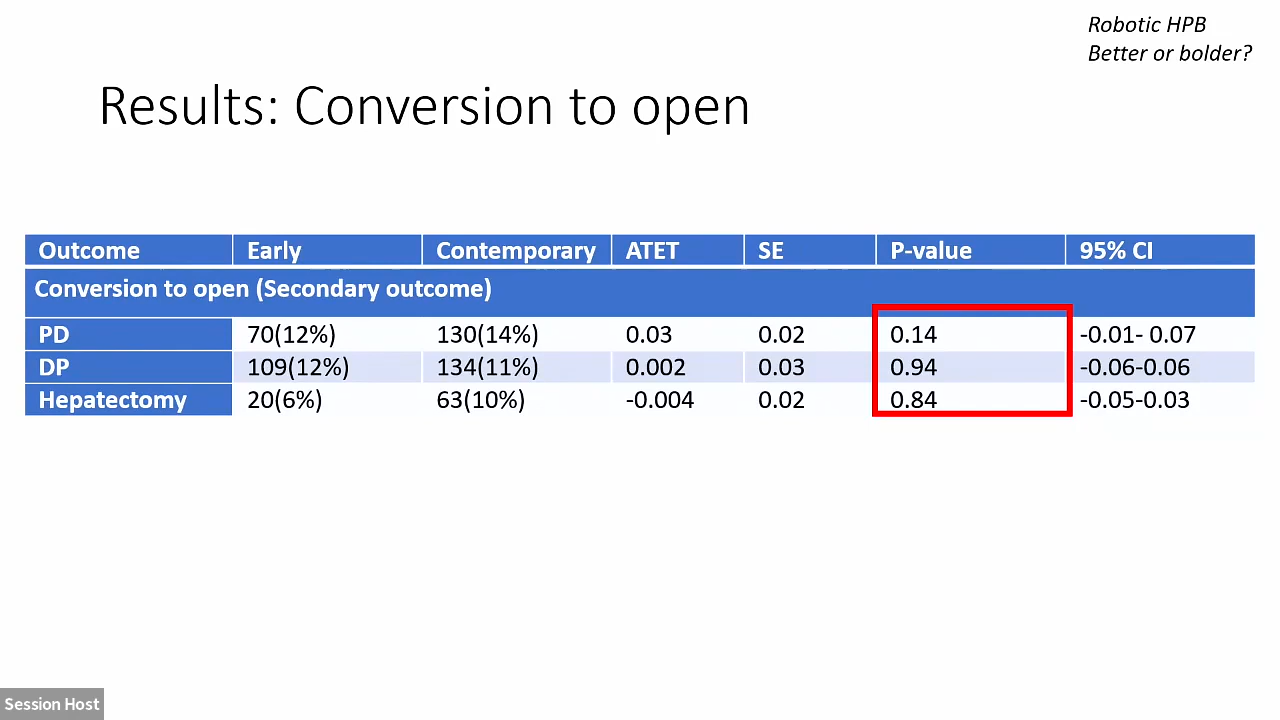 Robotic HPB
Better or bolder?
Results: Conversion to open
Outcome Early Contemporary ATET SE P-value 95% CI
Conversion to open (Secondary outcome)
PD 70(12%) 130(14%) 0.03 0.02 0.14 -0.01- 0.07
DP 109(12%) 134(11%) 0.002 0.03 0.94 -0.06-0.06
Hepatectomy 20(6%) 63(10%) -0.004 0.02 0.84 -0.05-0.03
Session Host